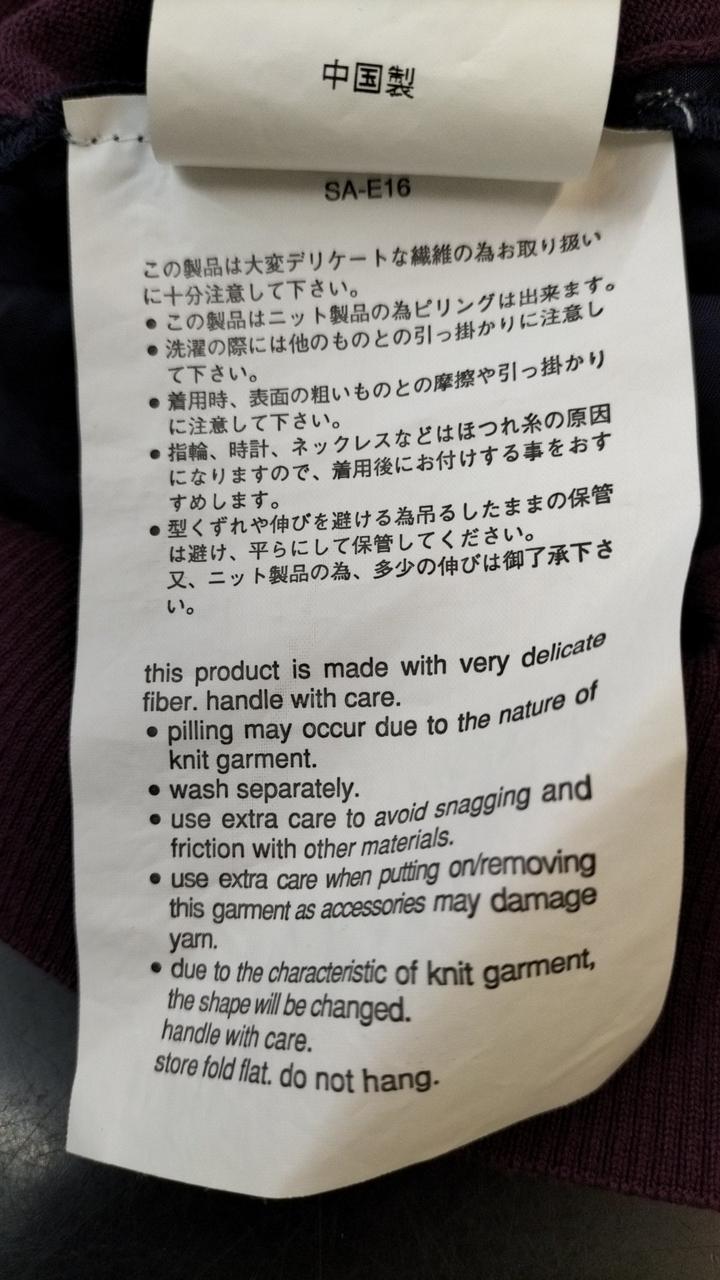 中国製
SA-E16
この製品は大変デリケートな繊維の為お取り扱い
に十分注意して下さい。
● この製品はニット製品の為ピリングは出来ます。
● 洗濯の際には他のものとの引っ掛かりに注意し
て下さい。
● 着用時、表面の粗いものとの摩擦や引っ掛かり
に注意して下さい。
● 指輪、時計、ネックレスなどはほつれ糸の原因
になりますので、着用後にお付けする事をおす
すめします。
● 型くずれや伸びを避ける為吊るしたままの保管
は避け、平らにして保管してください。
又、ニット製品の為、多少の伸びは御了承下さ
い。
this product is made with very delicate
fiber. handle with care.
● pilling may occur due to the nature of
knit garment.
● wash separately.
● use extra care to avoid snagging and
friction with other materials.
● use extra care when putting on/removing
this garment as accessories may damage
yarn.
● due to the characteristic of knit garment,
the shape will be changed.
handle with care.
store fold flat. do not hang.